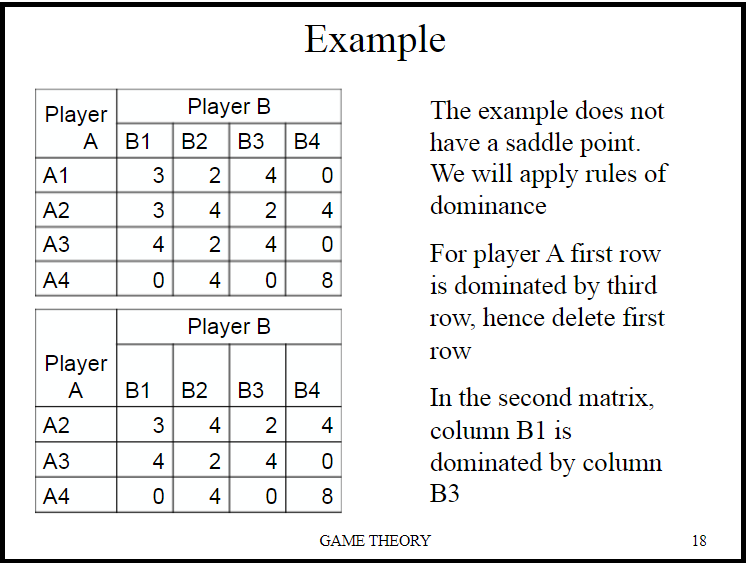 Example
Player A Player B
B1 B2 B3 B4
A1 3 2 4 0
A2 3 4 2 4
A3 4 2 4 0
A4 0 4 0 8
Player A Player B
B1 B2 B3 B4
A2 3 4 2 4
A3 4 2 4 0
A4 0 4 0 8
The example does not
have a saddle point.
We will apply rules of
dominance
For player A first row
is dominated by third
row, hence delete first
row
In the second matrix,
column B1 is
dominated by column
B3
GAME THEORY
18